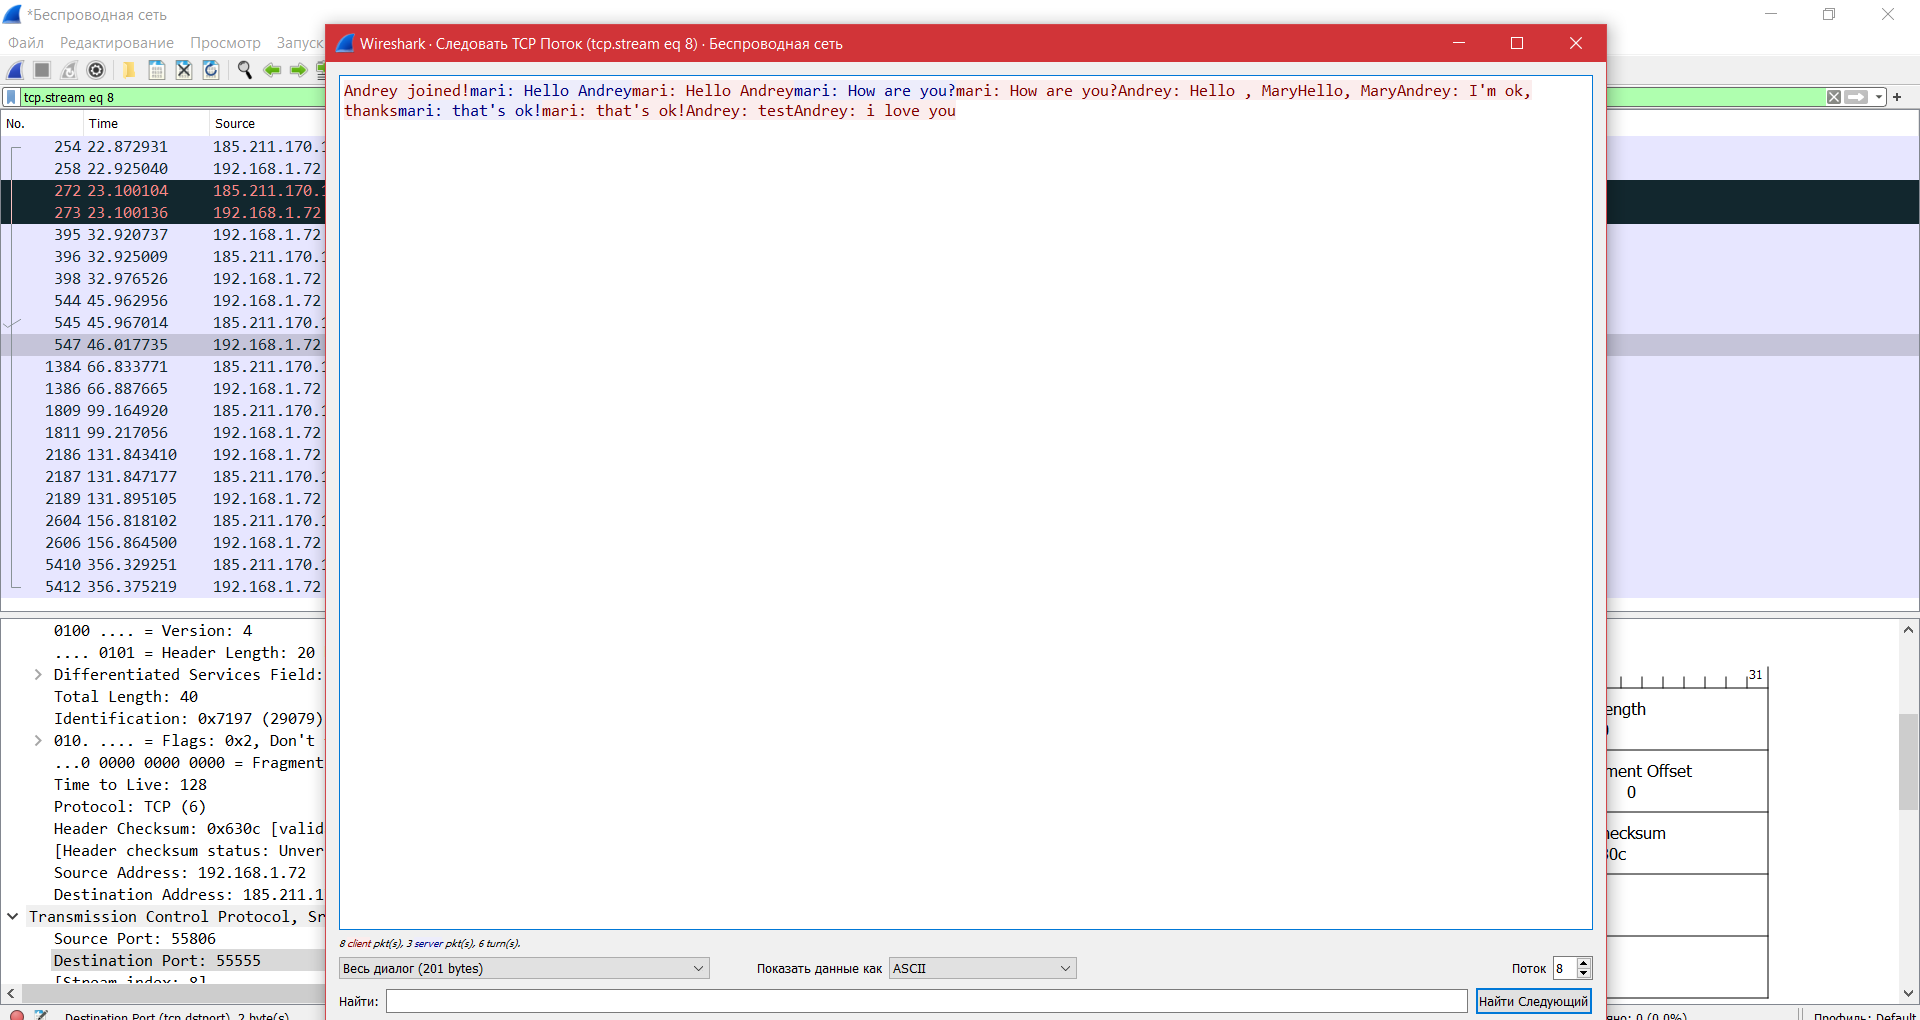 *Беспроводная сеть
Файл Редактирование Просмотр Запуск
tcp.stream eq 8
No. Time Source
254 22.872931 185.211.170.1
258 22.925040 192.168.1.72
272 23.100104 185.211.170.1
273 23.100136 192.168.1.72
395 32.920737 192.168.1.72
396 32.925009 185.211.170.1
398 32.976526 192.168.1.72
544 45.962956 192.168.1.72
545 45.967014 185.211.170.1
547 46.017735 192.168.1.72
1384 66.833771 185.211.170.1
1386 66.887665 192.168.1.72
1809 99.164920 185.211.170.1
1811 99.217056 192.168.1.72
2186 131.843410 192.168.1.72
2187 131.847177 185.211.170.1
2189 131.895105 192.168.1.72
2604 156.818102 185.211.170.1
2606 156.864500 192.168.1.72
5410 356.329251 185.211.170.1
5412 356.375219 192.168.1.72
0100 .... = Version: 4
.... 0101 = Header Length: 20
Differentiated Services Field:
Total Length: 40
Identification: 0x7197 (29079)
010. .... = Flags: 0x2, Don't
...0 0000 0000 0000 = Fragment
Time to Live: 128
Protocol: TCP (6)
Header Checksum: 0x630c [valid
[Header checksum status: Unver
Source Address: 192.168.1.72
Destination Address: 185.211.1
Transmission Control Protocol, Sr
Source Port: 55806
Destination Port: 55555
[Stream index: 8]
Destination Port (tcp.dstport), 2 byte(s)
Wireshark · Следовать TCP Поток (tcp.stream eq 8) · Беспроводная сеть
Andrey joined!mari: Hello Andreymari: Hello Andreymari: How are you?mari: How are you?Andrey: Hello , MaryHello, MaryAndrey: I'm ok,
thanksmari: that's ok!mari: that's ok!Andrey: testAndrey: i love you
8 client pkt(s), 3 server pkt(s), 6 turn(s).
Весь диалог (201 bytes) Показать данные как ASCII Поток 8
Найти: Найти Следующий
31
ength
ment Offset
0
hecksum
30c
яно: 0 (0.0%) Профиль: Default